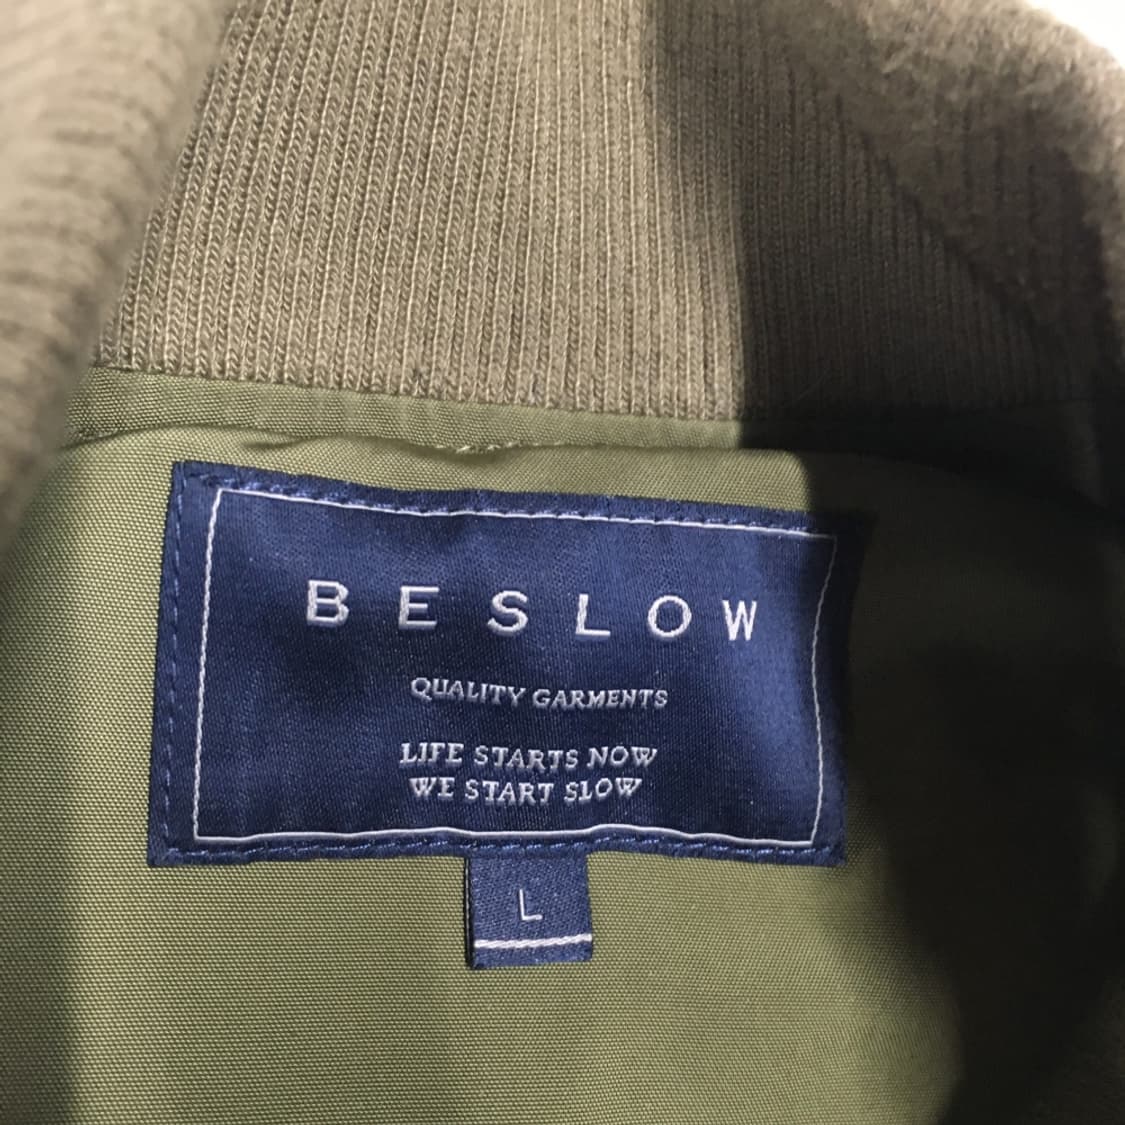 BESLOW
QUALITY GARMENTS
LIFE STARTS NOW
WE START SLOW
L